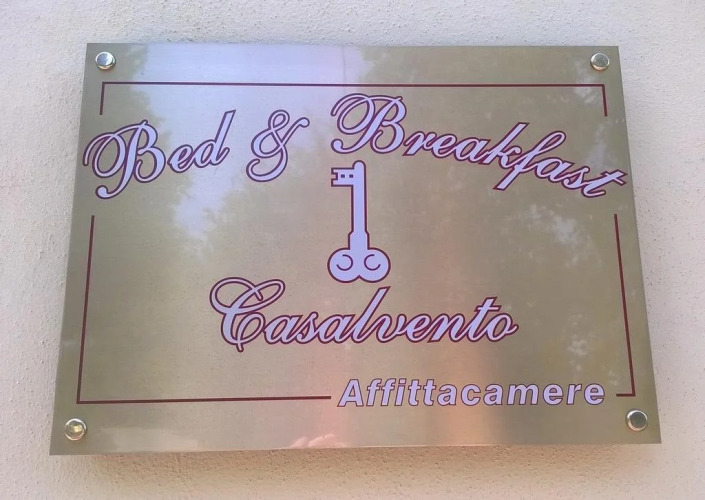 Bed & Breakfast
Casalvento
Affittacamere